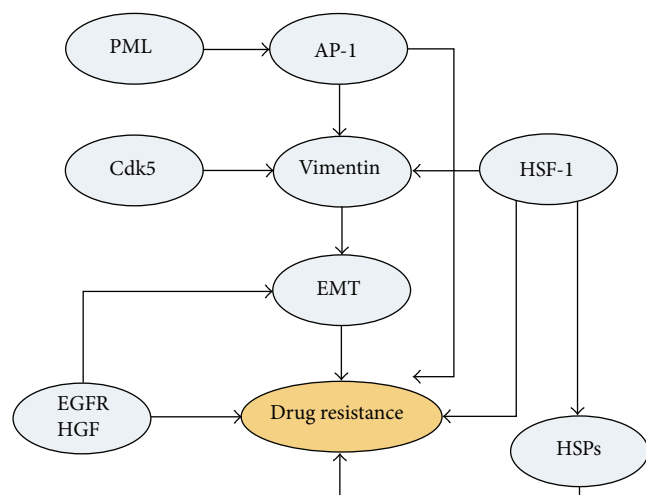 PML
AP-1
Cdk5
Vimentin
HSF-1
EMT
EGFR
HGF
Drug resistance
HSPs